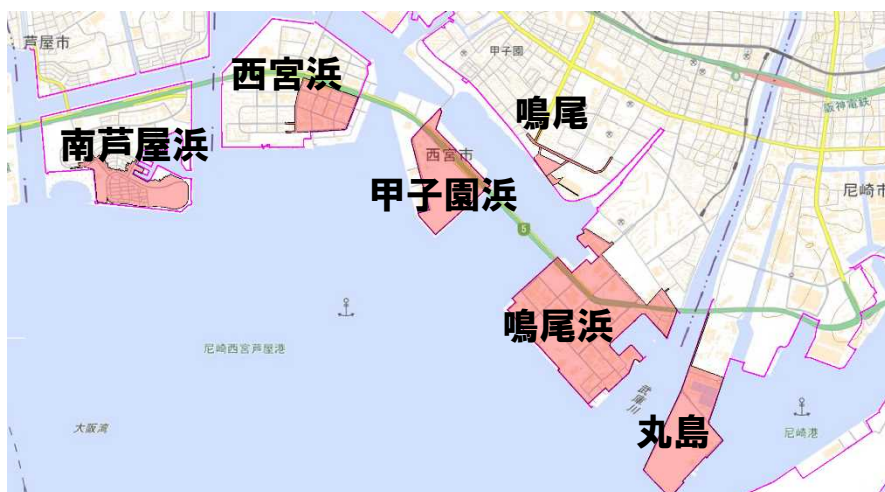 芦屋市
西宮浜
甲子園
鳴尾
阪神電鉄
南芦屋浜
西宮市
甲子園浜
尼崎市
5
鳴尾浜
尼崎西宮芦屋港
武庫川
大阪湾
丸島
尼崎港